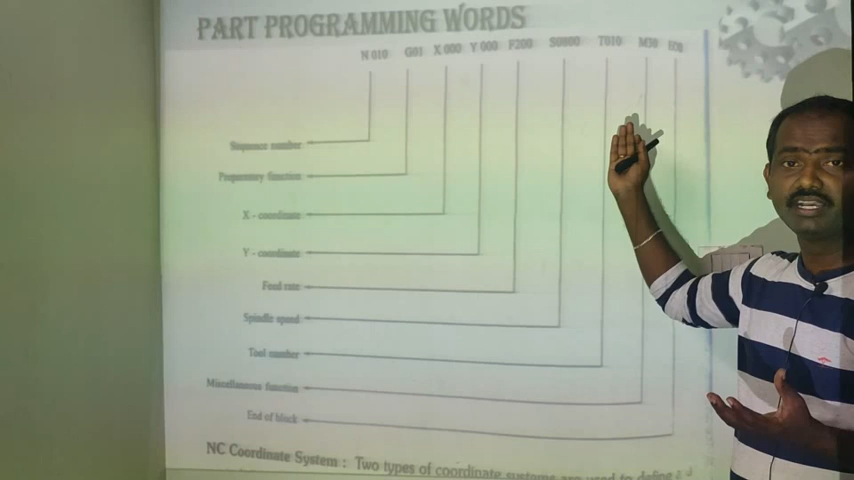 PART PROGRAMMING WORDS
N 010 G01 X 000 Y 000 F200 S0800 T010 M30 EOB
Sequence number
Preparatory function
X - coordinate
Y - coordinate
Feed rate
Spindle speed
Tool number
Miscellaneous function
End of block
NC Coordinate System : Two types of coordinate systems are used to define